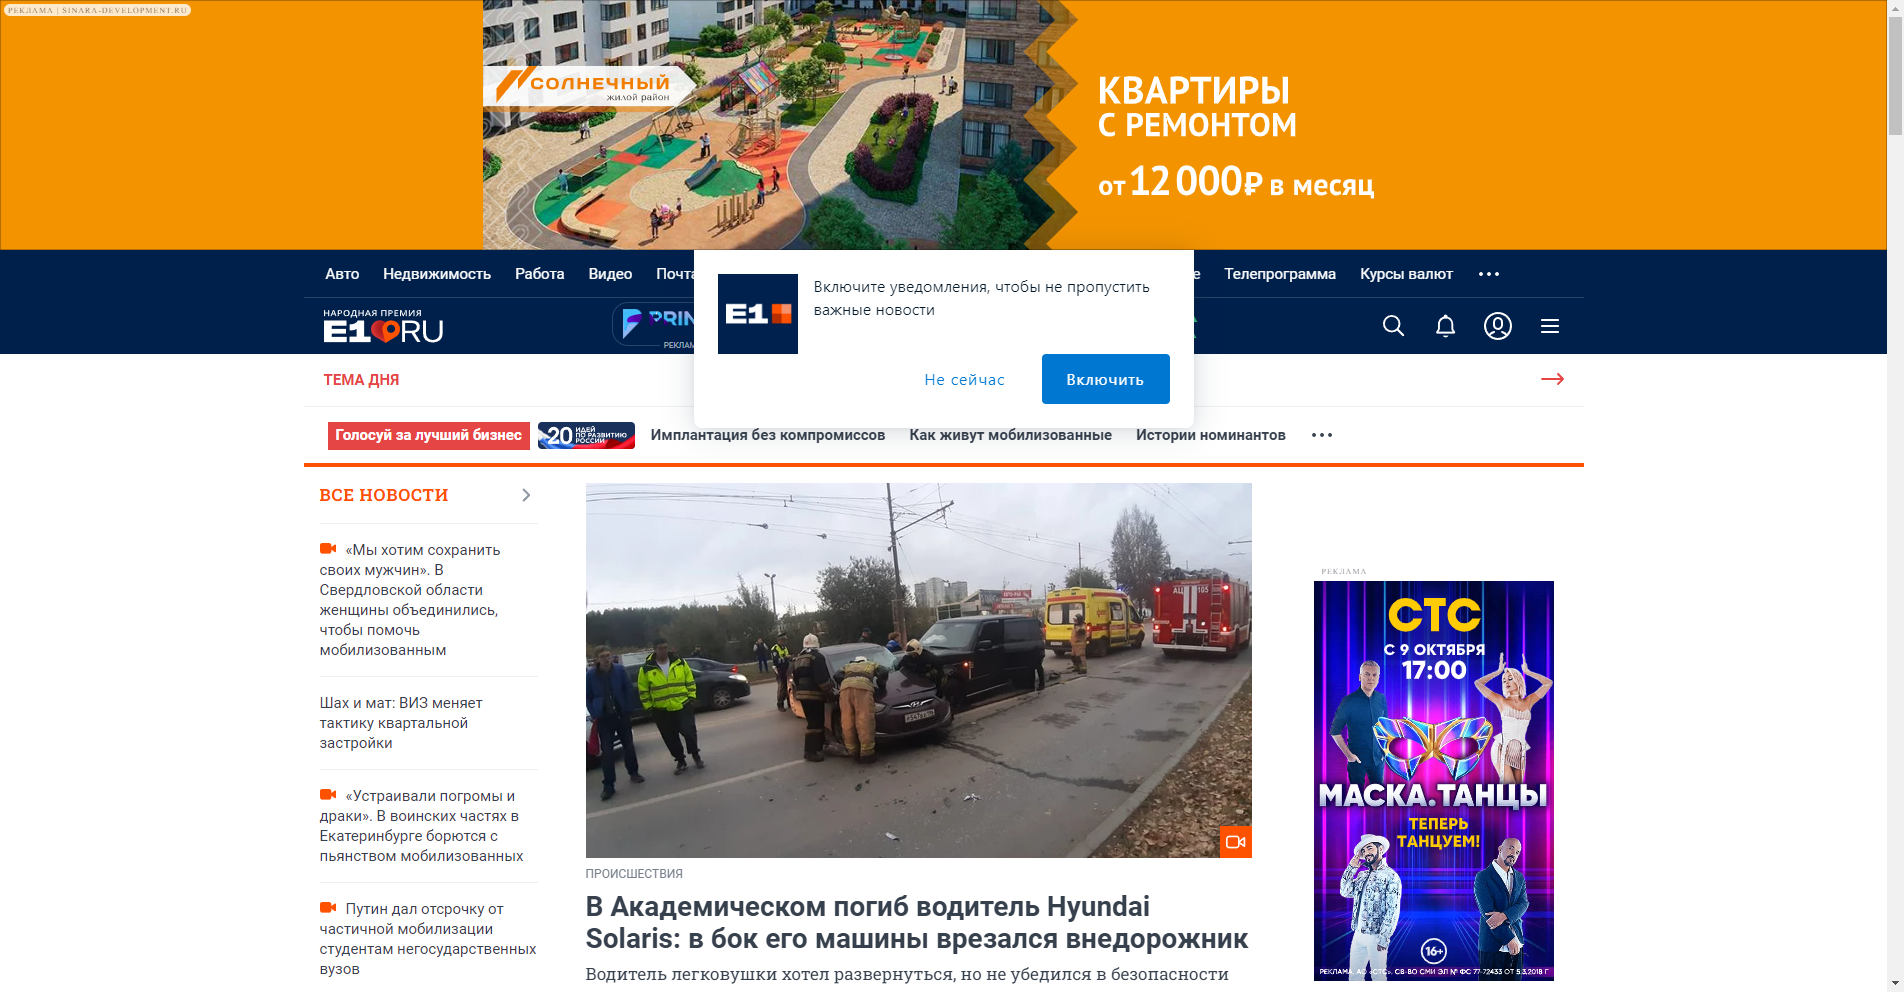 РЕКЛАМА | SINARA-DEVELOPMENT.RU
СОЛНЕЧНЫЙ
жилой район
КВАРТИРЫ
С РЕМОНТОМ
от 12 000₽ в месяц
Авто Недвижимость Работа Видео Почта
Телепрограмма Курсы валют
НАРОДНАЯ ПРЕМИЯ
E1 RU
PRIN
РЕКЛАМ
E1
Включите уведомления, чтобы не пропустить
важные новости
Не сейчас Включить
ТЕМА ДНЯ
Голосуй за лучший бизнес
20 ИДЕЙ
ПО РАЗВИТИЮ
РОССИИ
Имплантация без компромиссов Как живут мобилизованные Истории номинантов
ВСЕ НОВОСТИ
«Мы хотим сохранить
своих мужчин». В
Свердловской области
женщины объединились,
чтобы помочь
мобилизованным
Шах и мат: ВИЗ меняет
тактику квартальной
застройки
«Устраивали погромы и
драки». В воинских частях в
Екатеринбурге борются с
пьянством мобилизованных
Путин дал отсрочку от
частичной мобилизации
студентам негосударственных
вузов
ПРОИСШЕСТВИЯ
В Академическом погиб водитель Hyundai
Solaris: в бок его машины врезался внедорожник
Водитель легковушки хотел развернуться, но не убедился в безопасности
РЕКЛАМА
СТС
С 9 ОКТЯБРЯ
17:00
МАСКА.ТАНЦЫ
ТЕПЕРЬ
ТАНЦУЕМ!
16+
РЕКЛАМА. АО «СТС». СВ-ВО СМИ ЭЛ № ФС 77-72433 ОТ 5.3.2018 Г